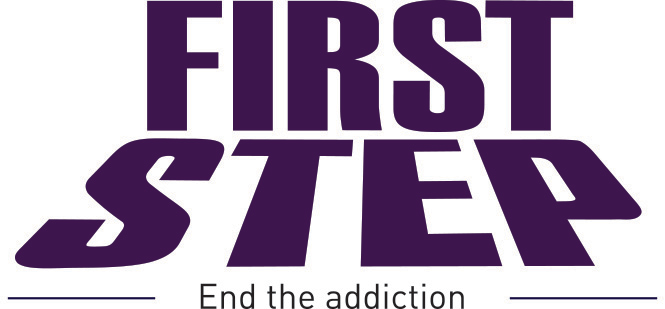 FIRST
STEP
End the addiction